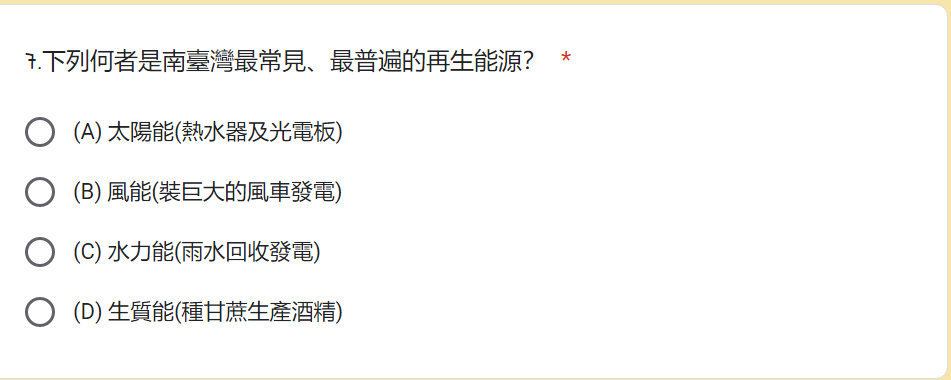 7.下列何者是南臺灣最常見、最普遍的再生能源? *
(A) 太陽能(熱水器及光電板)
(B) 風能(裝巨大的風車發電)
(C) 水力能(雨水回收發電)
(D) 生質能(種甘蔗生產酒精)